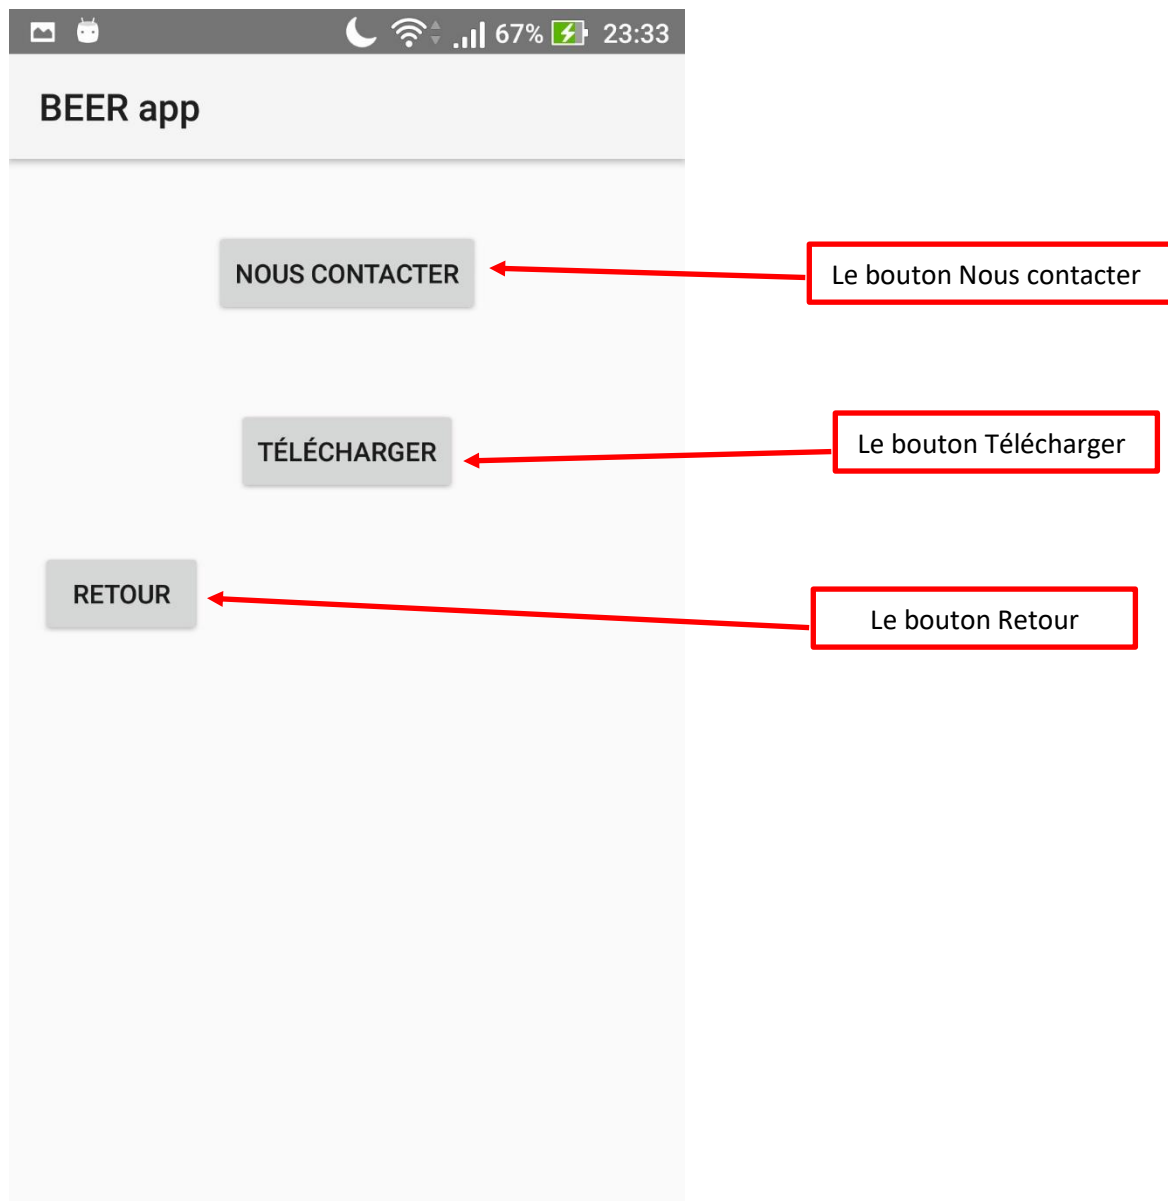 67% 23:33
BEER app
NOUS CONTACTER
Le bouton Nous contacter
TÉLÉCHARGER
Le bouton Télécharger
RETOUR
Le bouton Retour